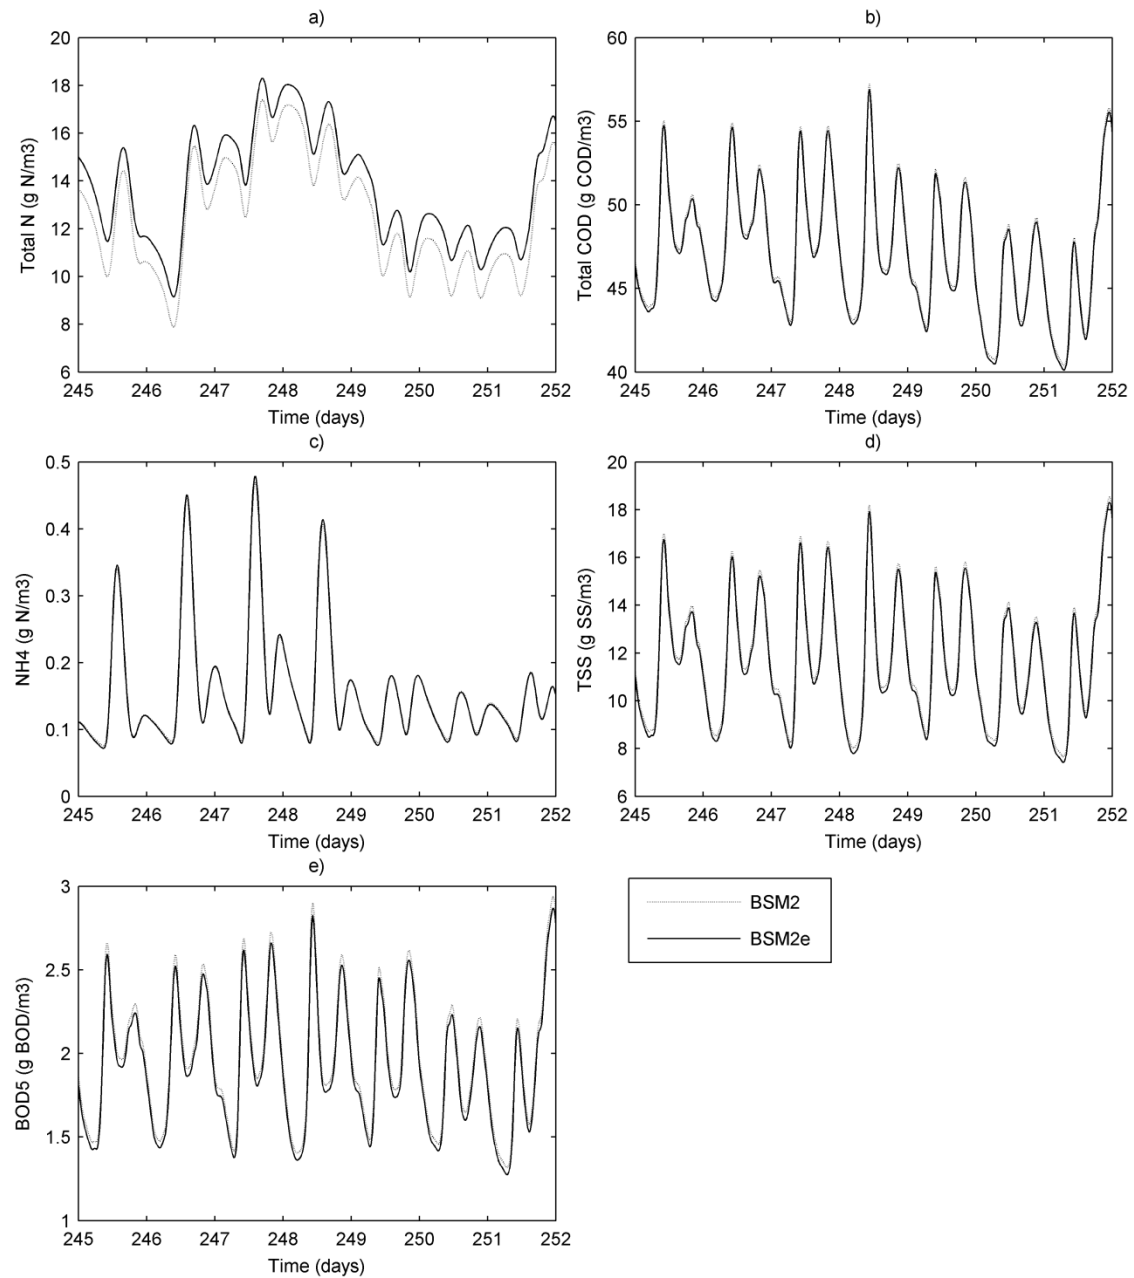 a)
Total N (g N/m3)
20
18
16
14
12
10
8
6
245 246 247 248 249 250 251 252
Time (days)
b)
Total COD (g COD/m3)
60
55
50
45
40
245 246 247 248 249 250 251 252
Time (days)
c)
NH4 (g N/m3)
0.5
0.4
0.3
0.2
0.1
0
245 246 247 248 249 250 251 252
Time (days)
d)
TSS (g SS/m3)
20
18
16
14
12
10
8
6
245 246 247 248 249 250 251 252
Time (days)
e)
BOD5 (g BOD/m3)
3
2.5
2
1.5
1
245 246 247 248 249 250 251 252
Time (days)
BSM2
BSM2e